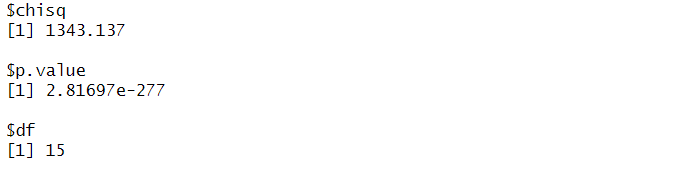 $chisq
[1] 1343.137
$p.value
[1] 2.81697e-277
$df
[1] 15